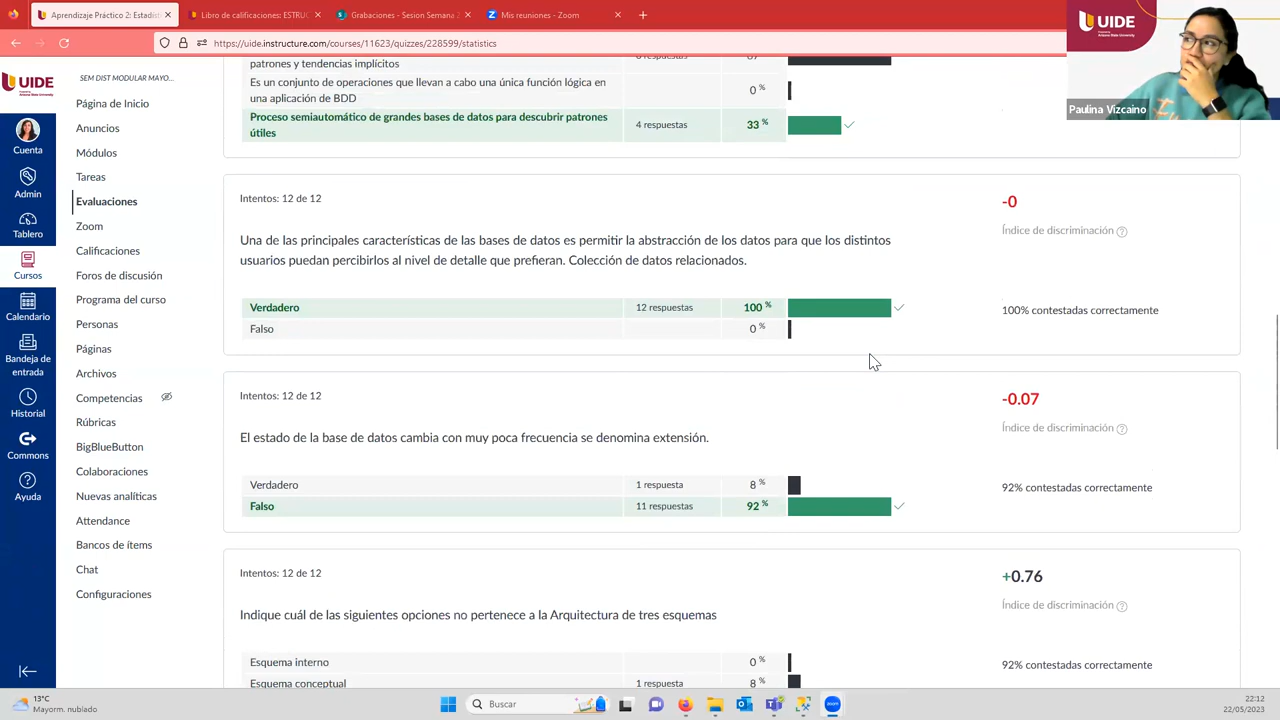 Aprendizaje Práctico 2: Estadíst
Libro de calificaciones: ESTRUC
Grabaciones - Sesion Semana 2
Mis reuniones - Zoom
https://uide.instructure.com/courses/11623/quizzes/228599/statistics
UIDE
Powered by
Arizona State University
Paulina Vizcaino
UIDE
Cuenta
Admin
Tablero
Cursos
Calendario
Bandeja de
entrada
Historial
Commons
Ayuda
SEM DIST MODULAR MAYO...
Página de Inicio
Anuncios
Módulos
Tareas
Evaluaciones
Zoom
Calificaciones
Foros de discusión
Programa del curso
Personas
Páginas
Archivos
Competencias
Rúbricas
BigBlueButton
Colaboraciones
Nuevas analíticas
Attendance
Bancos de ítems
Chat
Configuraciones
patrones y tendencias implícitos
Es un conjunto de operaciones que llevan a cabo una única función lógica en
una aplicación de BDD
0 %
Proceso semiautomático de grandes bases de datos para descubrir patrones
útiles
4 respuestas
33 %
Intentos: 12 de 12
-0
Índice de discriminación
Una de las principales características de las bases de datos es permitir la abstracción de los datos para que los distintos
usuarios puedan percibirlos al nivel de detalle que prefieran. Colección de datos relacionados.
Verdadero
12 respuestas
100 %
Falso
0 %
100% contestadas correctamente
Intentos: 12 de 12
-0.07
Índice de discriminación
El estado de la base de datos cambia con muy poca frecuencia se denomina extensión.
Verdadero
1 respuesta
8 %
Falso
11 respuestas
92 %
92% contestadas correctamente
Intentos: 12 de 12
+0.76
Índice de discriminación
Indique cuál de las siguientes opciones no pertenece a la Arquitectura de tres esquemas
Esquema interno
0 %
Esquema conceptual
1 respuesta
8 %
92% contestadas correctamente
13°C
Mayorm. nublado
Buscar
zoom
22:12
22/05/2023